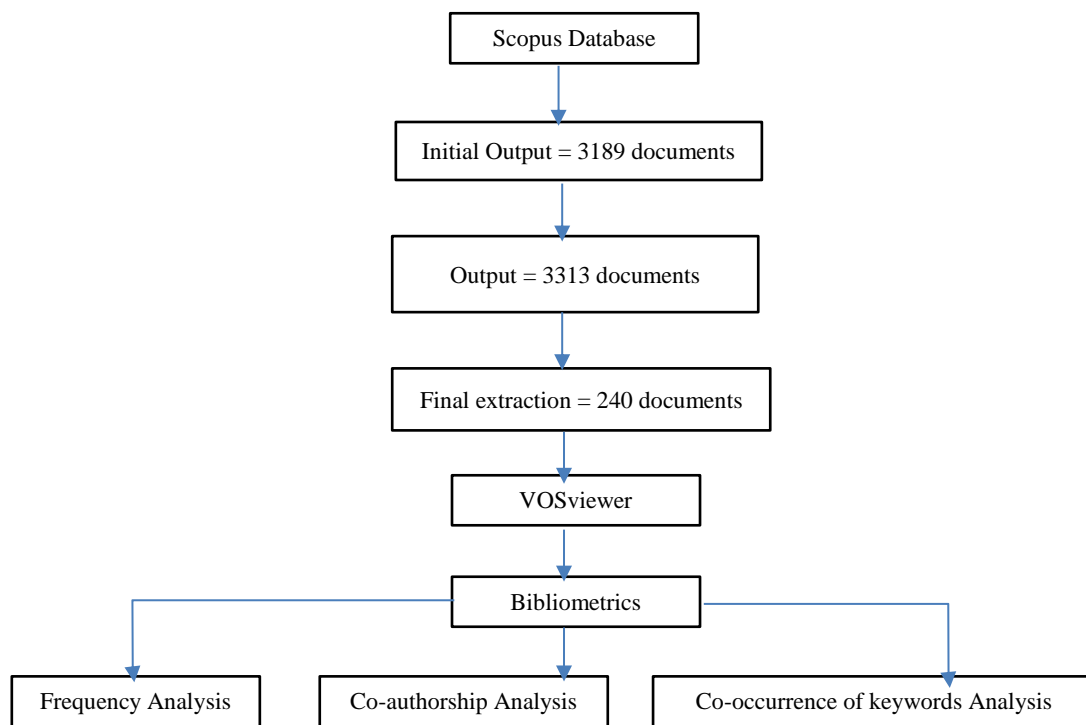 Scopus Database
Initial Output = 3189 documents
Output = 3313 documents
Final extraction = 240 documents
VOSviewer
Bibliometrics
Frequency Analysis
Co-authorship Analysis
Co-occurrence of keywords Analysis